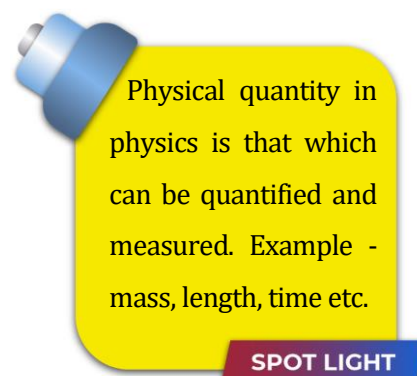 Physical quantity in
physics is that which
can be quantified and
measured. Example -
mass, length, time etc.
SPOT LIGHT